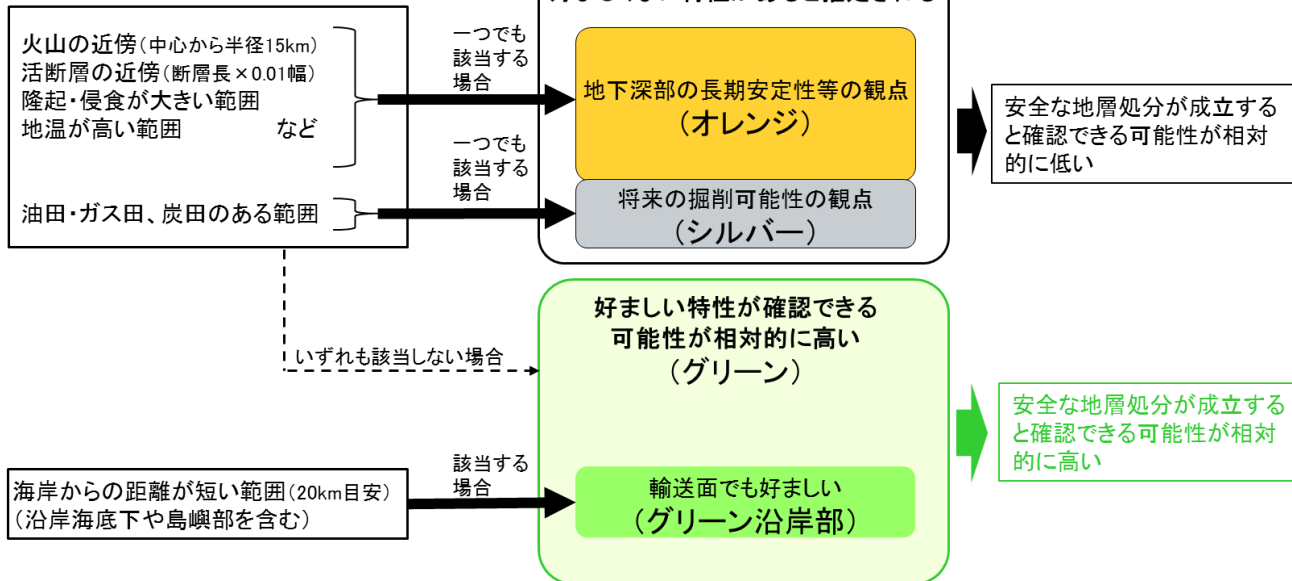 火山の近傍(中心から半径15km)
活断層の近傍(断層長×0.01幅)
隆起・侵食が大きい範囲
地温が高い範囲 など
油田・ガス田、炭田のある範囲
一つでも
該当する
場合
一つでも
該当する
場合
地下深部の長期安定性等の観点
(オレンジ)
将来の掘削可能性の観点
(シルバー)
安全な地層処分が成立する
と確認できる可能性が相対
的に低い
いずれも該当しない場合
好ましい特性が確認できる
可能性が相対的に高い
(グリーン)
安全な地層処分が成立する
と確認できる可能性が相対
的に高い
海岸からの距離が短い範囲(20km目安)
(沿岸海底下や島嶼部を含む)
該当する
場合
輸送面でも好ましい
(グリーン沿岸部)